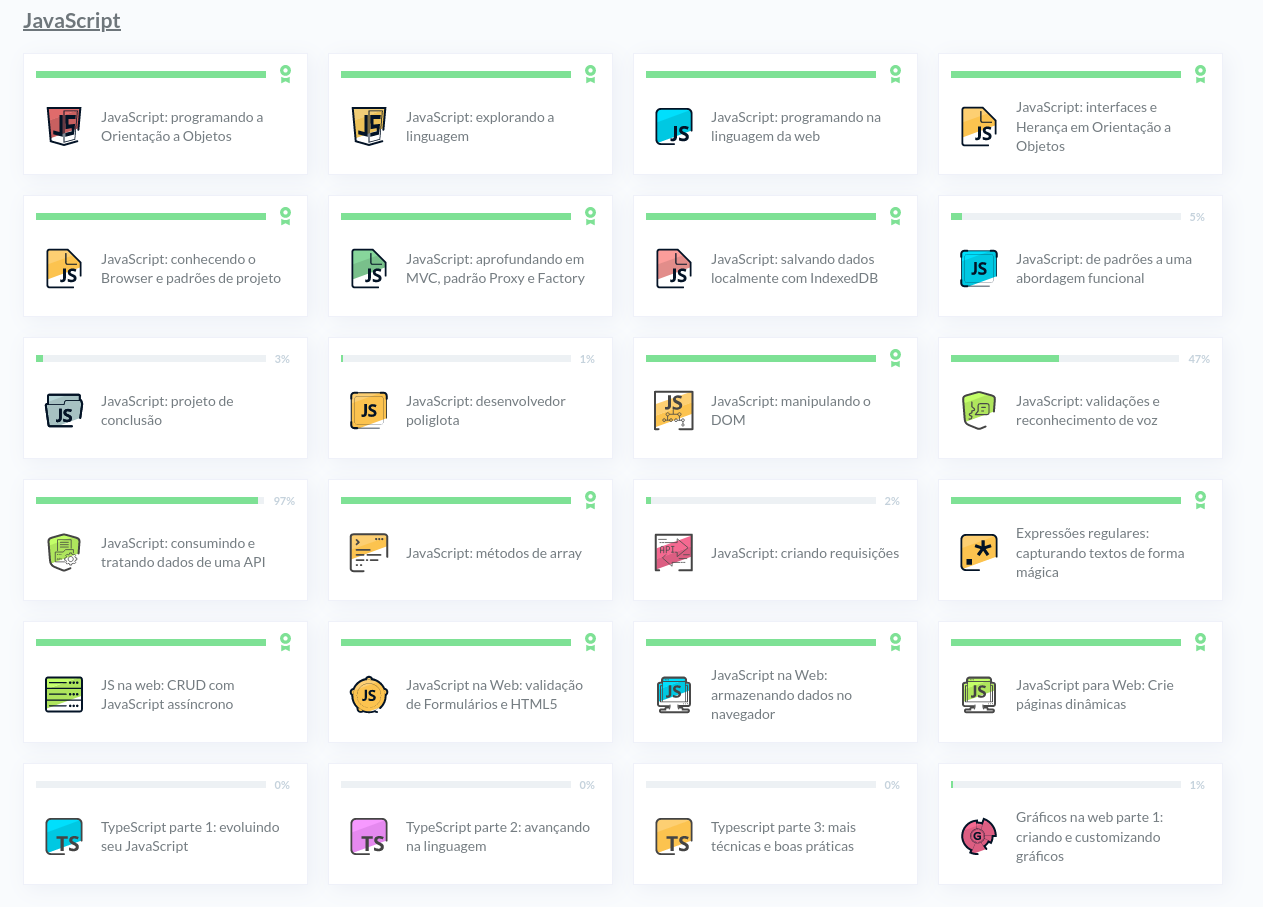 JavaScript
JavaScript: programando a
Orientação a Objetos
JavaScript: explorando a
linguagem
JavaScript: programando na
linguagem da web
JavaScript: interfaces e
Herança em Orientação a
Objetos
JS
JS
JS
JS
JavaScript: conhecendo o
Browser e padrões de projeto
JavaScript: aprofundando em
MVC, padrão Proxy e Factory
JavaScript: salvando dados
localmente com IndexedDB
5%
JavaScript: de padrões a uma
abordagem funcional
JS
JS
JS
JS
3%
JavaScript: projeto de
conclusão
1%
JavaScript: desenvolvedor
poliglota
JavaScript: manipulando o
DOM
47%
JavaScript: validações e
reconhecimento de voz
JS
JS
JS
97%
JavaScript: consumindo e
tratando dados de uma API
JavaScript: métodos de array
2%
JavaScript: criando requisições
API
Expressões regulares:
capturando textos de forma
mágica
.*
JS na web: CRUD com
JavaScript assíncrono
JavaScript na Web: validação
de Formulários e HTML5
JS
JavaScript na Web:
armazenando dados no
navegador
JS
JavaScript para Web: Crie
páginas dinâmicas
JS
0%
TypeScript parte 1: evoluindo
seu JavaScript
TS
0%
TypeScript parte 2: avançando
na linguagem
TS
0%
Typescript parte 3: mais
técnicas e boas práticas
TS
1%
Gráficos na web parte 1:
criando e customizando
gráficos
G